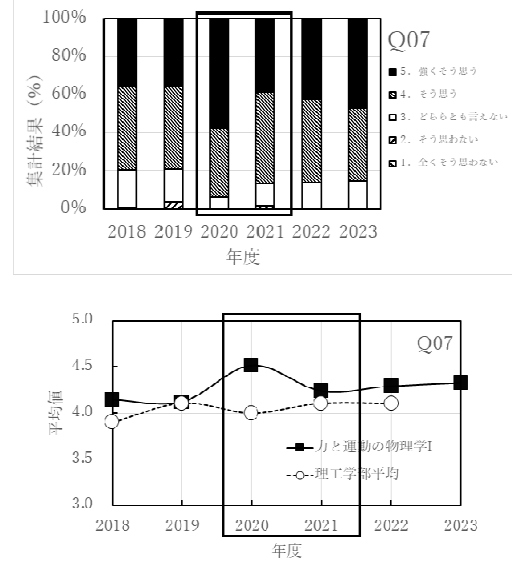 100%
80%
60%
40%
20%
0%
集計結果（%）
2018 2019 2020 2021 2022 2023
年度
Q07
5．強くそう思う
4．そう思う
3．どちらとも言えない
2．そう思わない
1．全くそう思わない
5.0
4.5
4.0
3.5
3.0
平均値
Q07
力と運動の物理学I
理工学部平均
2018 2019 2020 2021 2022 2023
年度